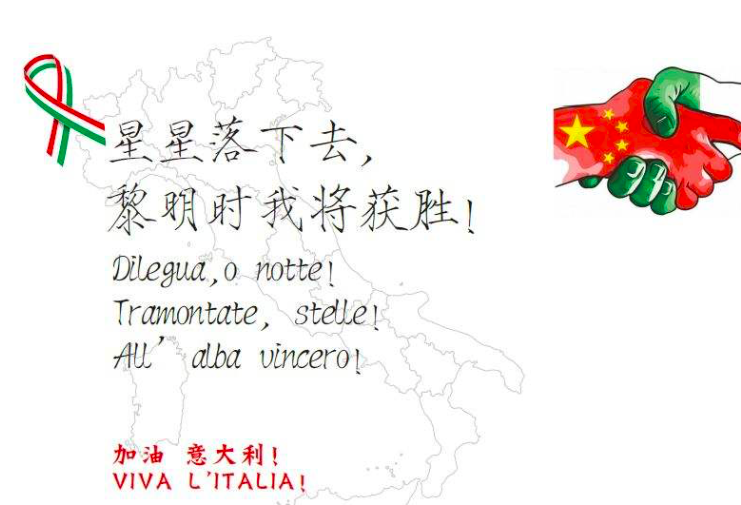 星星落下去，
黎明时我将获胜！
Dilegua,o notte!
Tramontate, stelle!
All' alba vincero!
加油 意大利！
VIVA L'ITALIA!